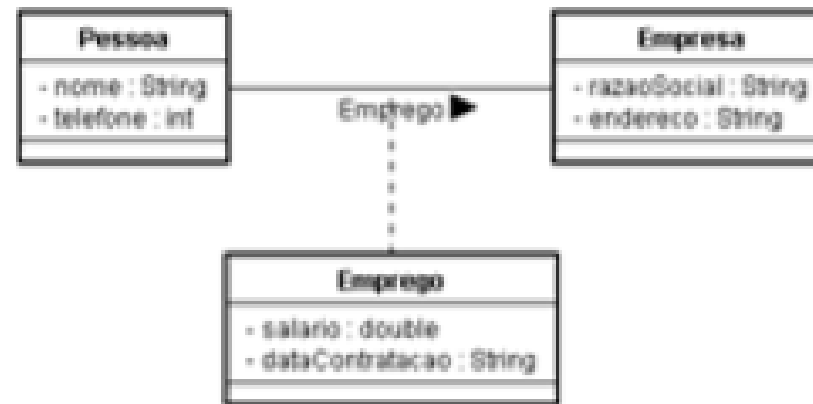 Pessoa
- nome : String
- telefone : int
Emprego
Empresa
- razaoSocial : String
- endereco : String
Emprego
- salario : double
- dataContratacao : String